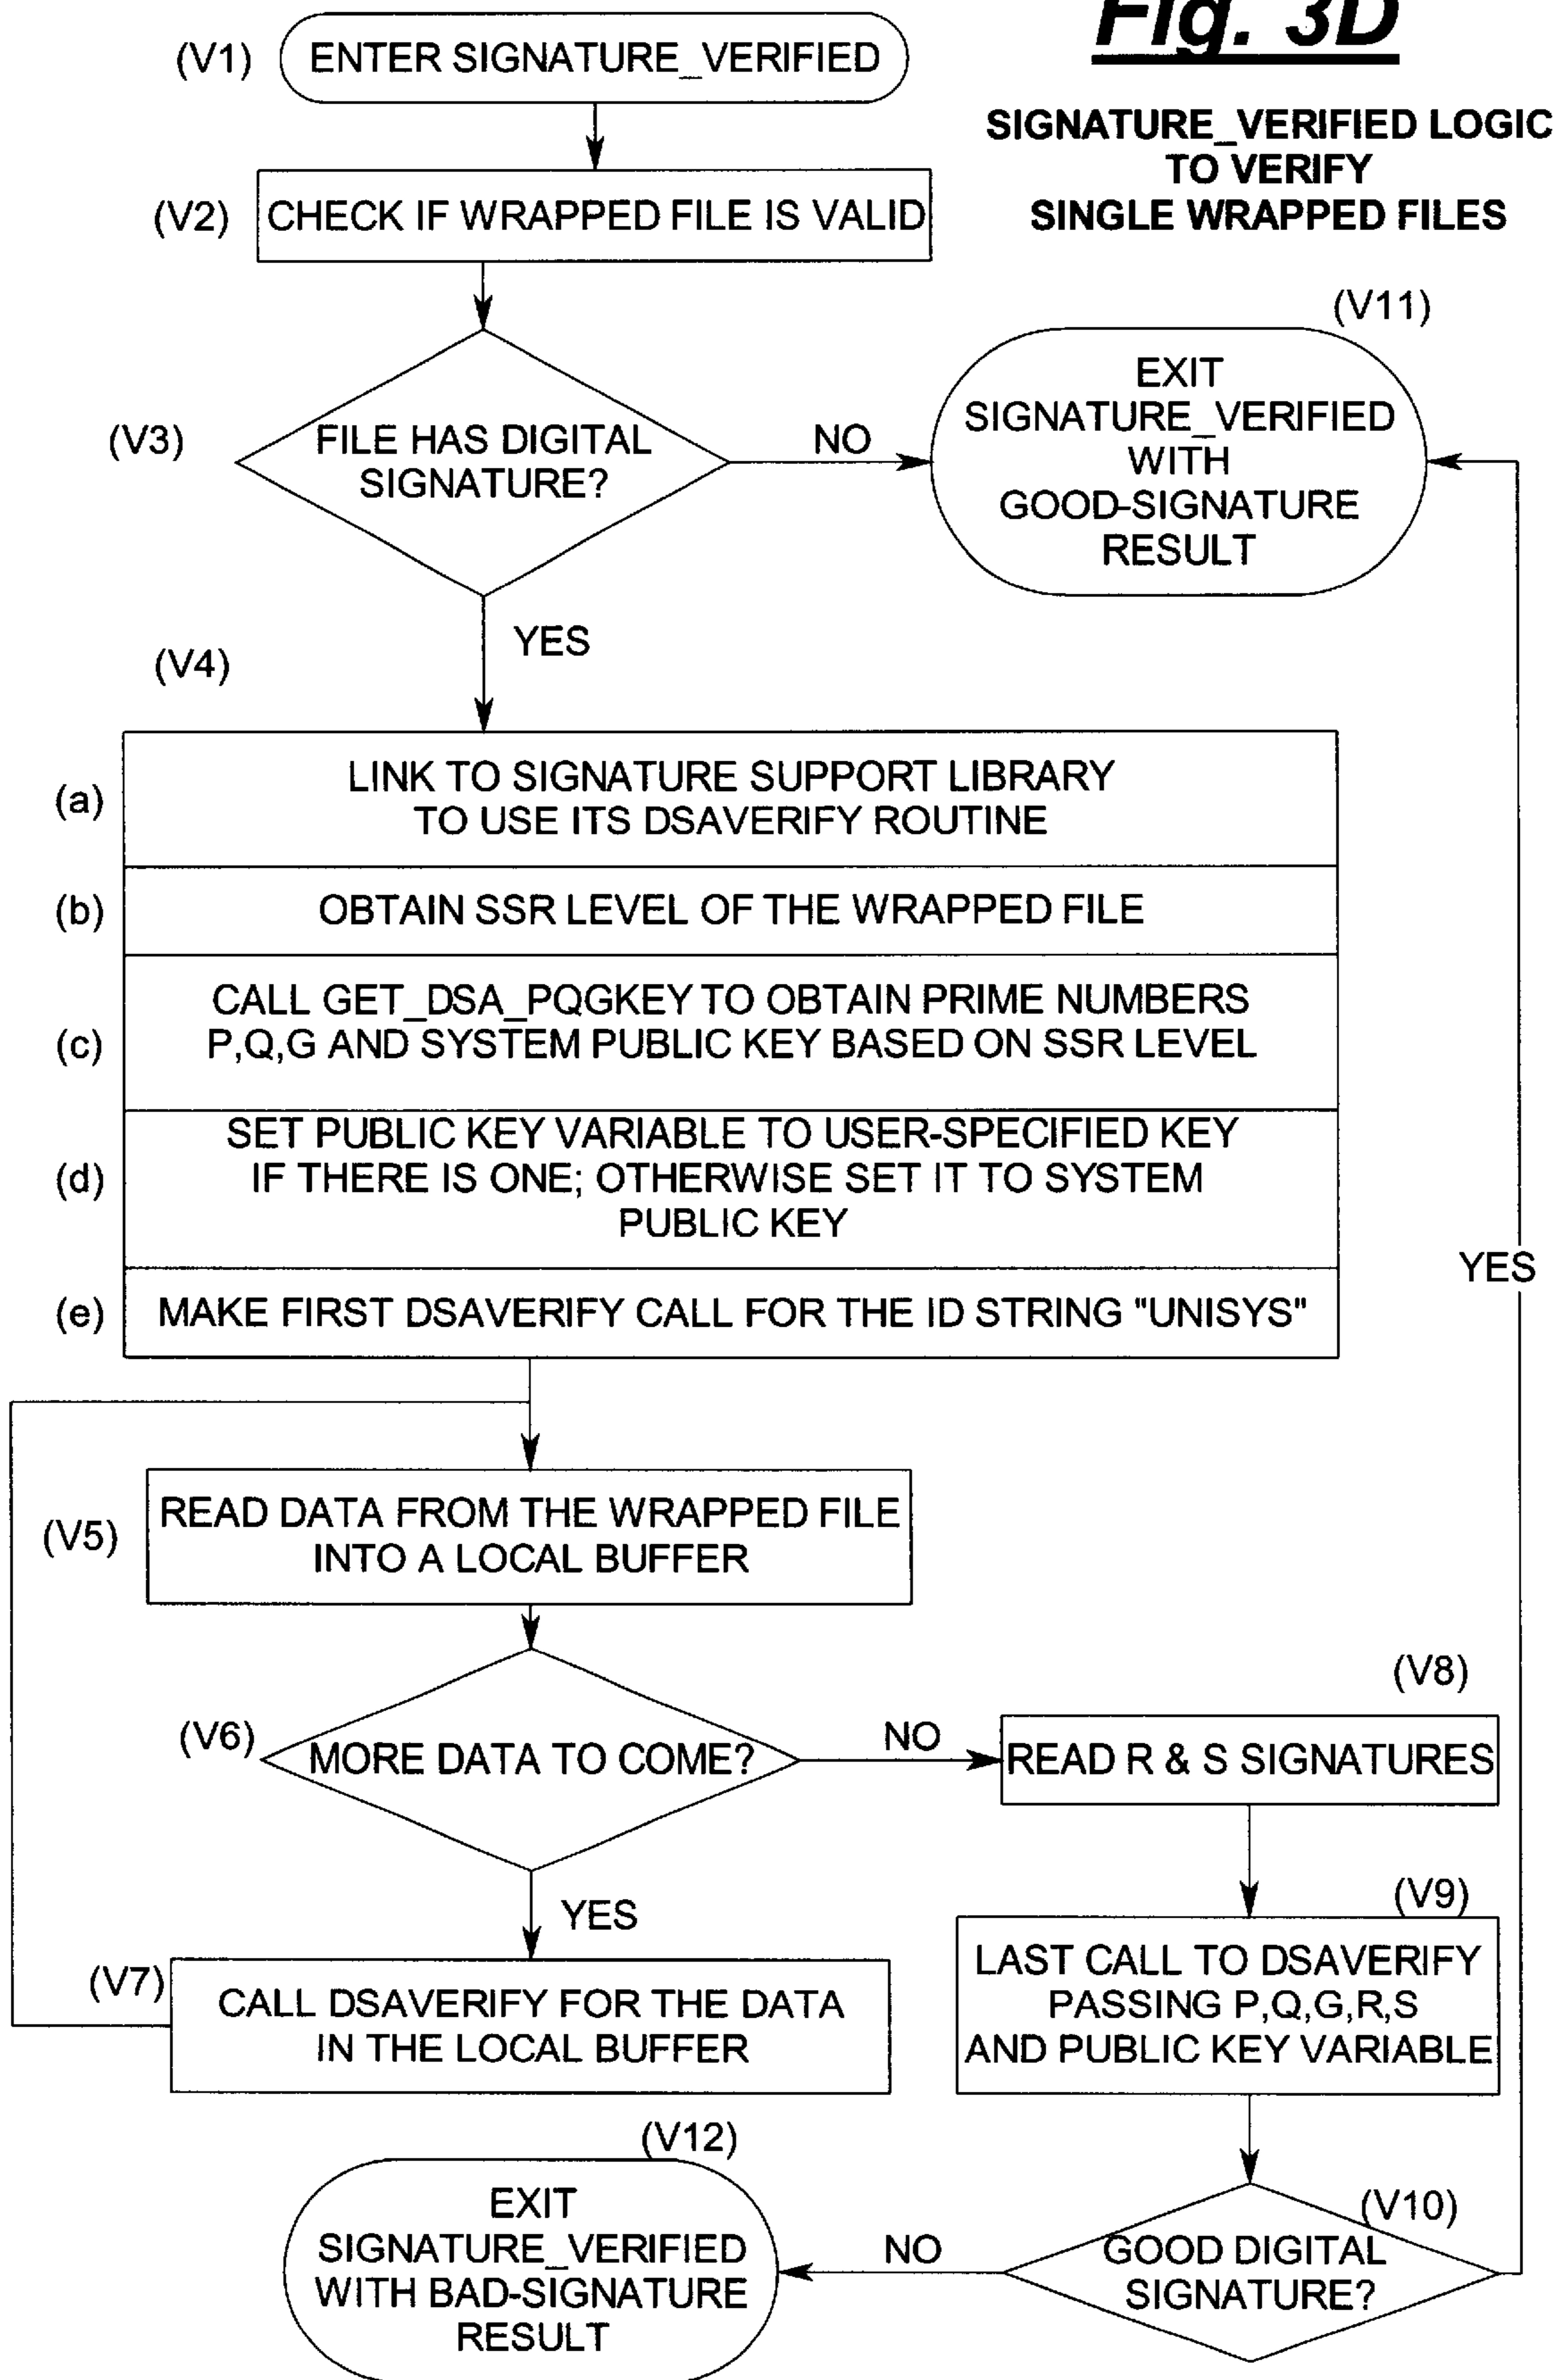 Fig. 3D
SIGNATURE_VERIFIED LOGIC
TO VERIFY
SINGLE WRAPPED FILES
(V1)
ENTER SIGNATURE_VERIFIED
(V2)
CHECK IF WRAPPED FILE IS VALID
(V3)
FILE HAS DIGITAL
SIGNATURE?
NO
(V11)
EXIT
SIGNATURE_VERIFIED
WITH
GOOD-SIGNATURE
RESULT
YES
(V4)
(a)
LINK TO SIGNATURE SUPPORT LIBRARY
TO USE ITS DSAVERIFY ROUTINE
(b)
OBTAIN SSR LEVEL OF THE WRAPPED FILE
(c)
CALL GET_DSA_PQGKEY TO OBTAIN PRIME NUMBERS
P,Q,G AND SYSTEM PUBLIC KEY BASED ON SSR LEVEL
(d)
SET PUBLIC KEY VARIABLE TO USER-SPECIFIED KEY
IF THERE IS ONE; OTHERWISE SET IT TO SYSTEM
PUBLIC KEY
YES
(e)
MAKE FIRST DSAVERIFY CALL FOR THE ID STRING "UNISYS"
(V5)
READ DATA FROM THE WRAPPED FILE
INTO A LOCAL BUFFER
(V6)
MORE DATA TO COME?
NO
(V8)
READ R & S SIGNATURES
YES
(V7)
CALL DSAVERIFY FOR THE DATA
IN THE LOCAL BUFFER
(V9)
LAST CALL TO DSAVERIFY
PASSING P,Q,G,R,S
AND PUBLIC KEY VARIABLE
(V10)
GOOD DIGITAL
SIGNATURE?
NO
(V12)
EXIT
SIGNATURE_VERIFIED
WITH BAD-SIGNATURE
RESULT